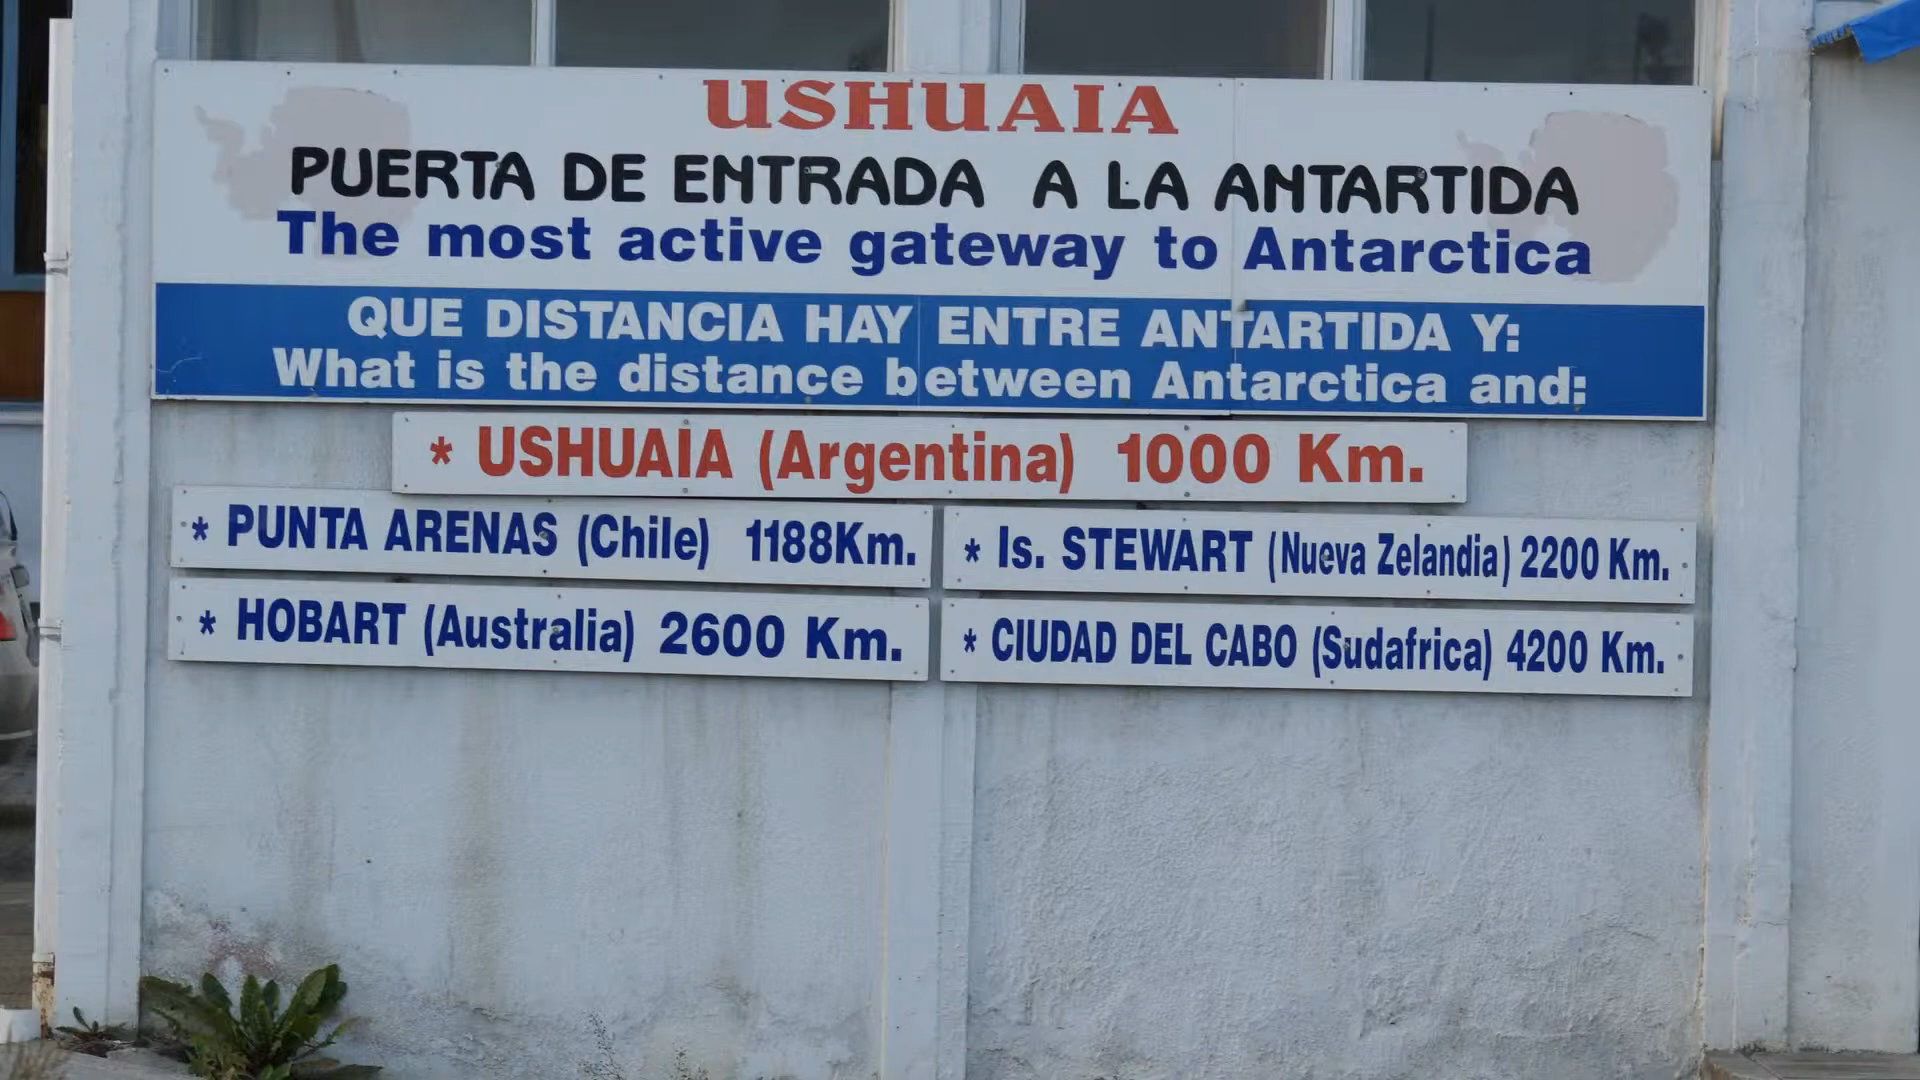 USHUAIA
PUERTA DE ENTRADA A LA ANTARTIDA
The most active gateway to Antarctica
QUE DISTANCIA HAY ENTRE ANTARTIDA Y:
What is the distance between Antarctica and:
* USHUAIA (Argentina) 1000 Km.
* PUNTA ARENAS (Chile) 1188Km.
* Is. STEWART (Nueva Zelandia) 2200 Km.
* HOBART (Australia) 2600 Km.
* CIUDAD DEL CABO (Sudafrica) 4200 Km.